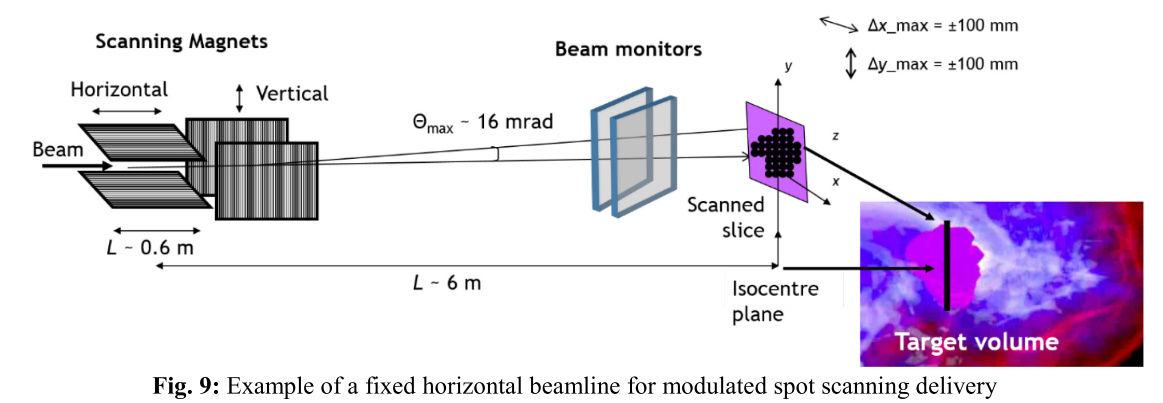 Scanning Magnets
Horizontal
Vertical
Beam
L ~ 0.6 m
Θmax ~ 16 mrad
L ~ 6 m
Beam monitors
Δx_max = ±100 mm
Δy_max = ±100 mm
y
z
x
Scanned
slice
Isocentre
plane
Target volume
Fig. 9: Example of a fixed horizontal beamline for modulated spot scanning delivery